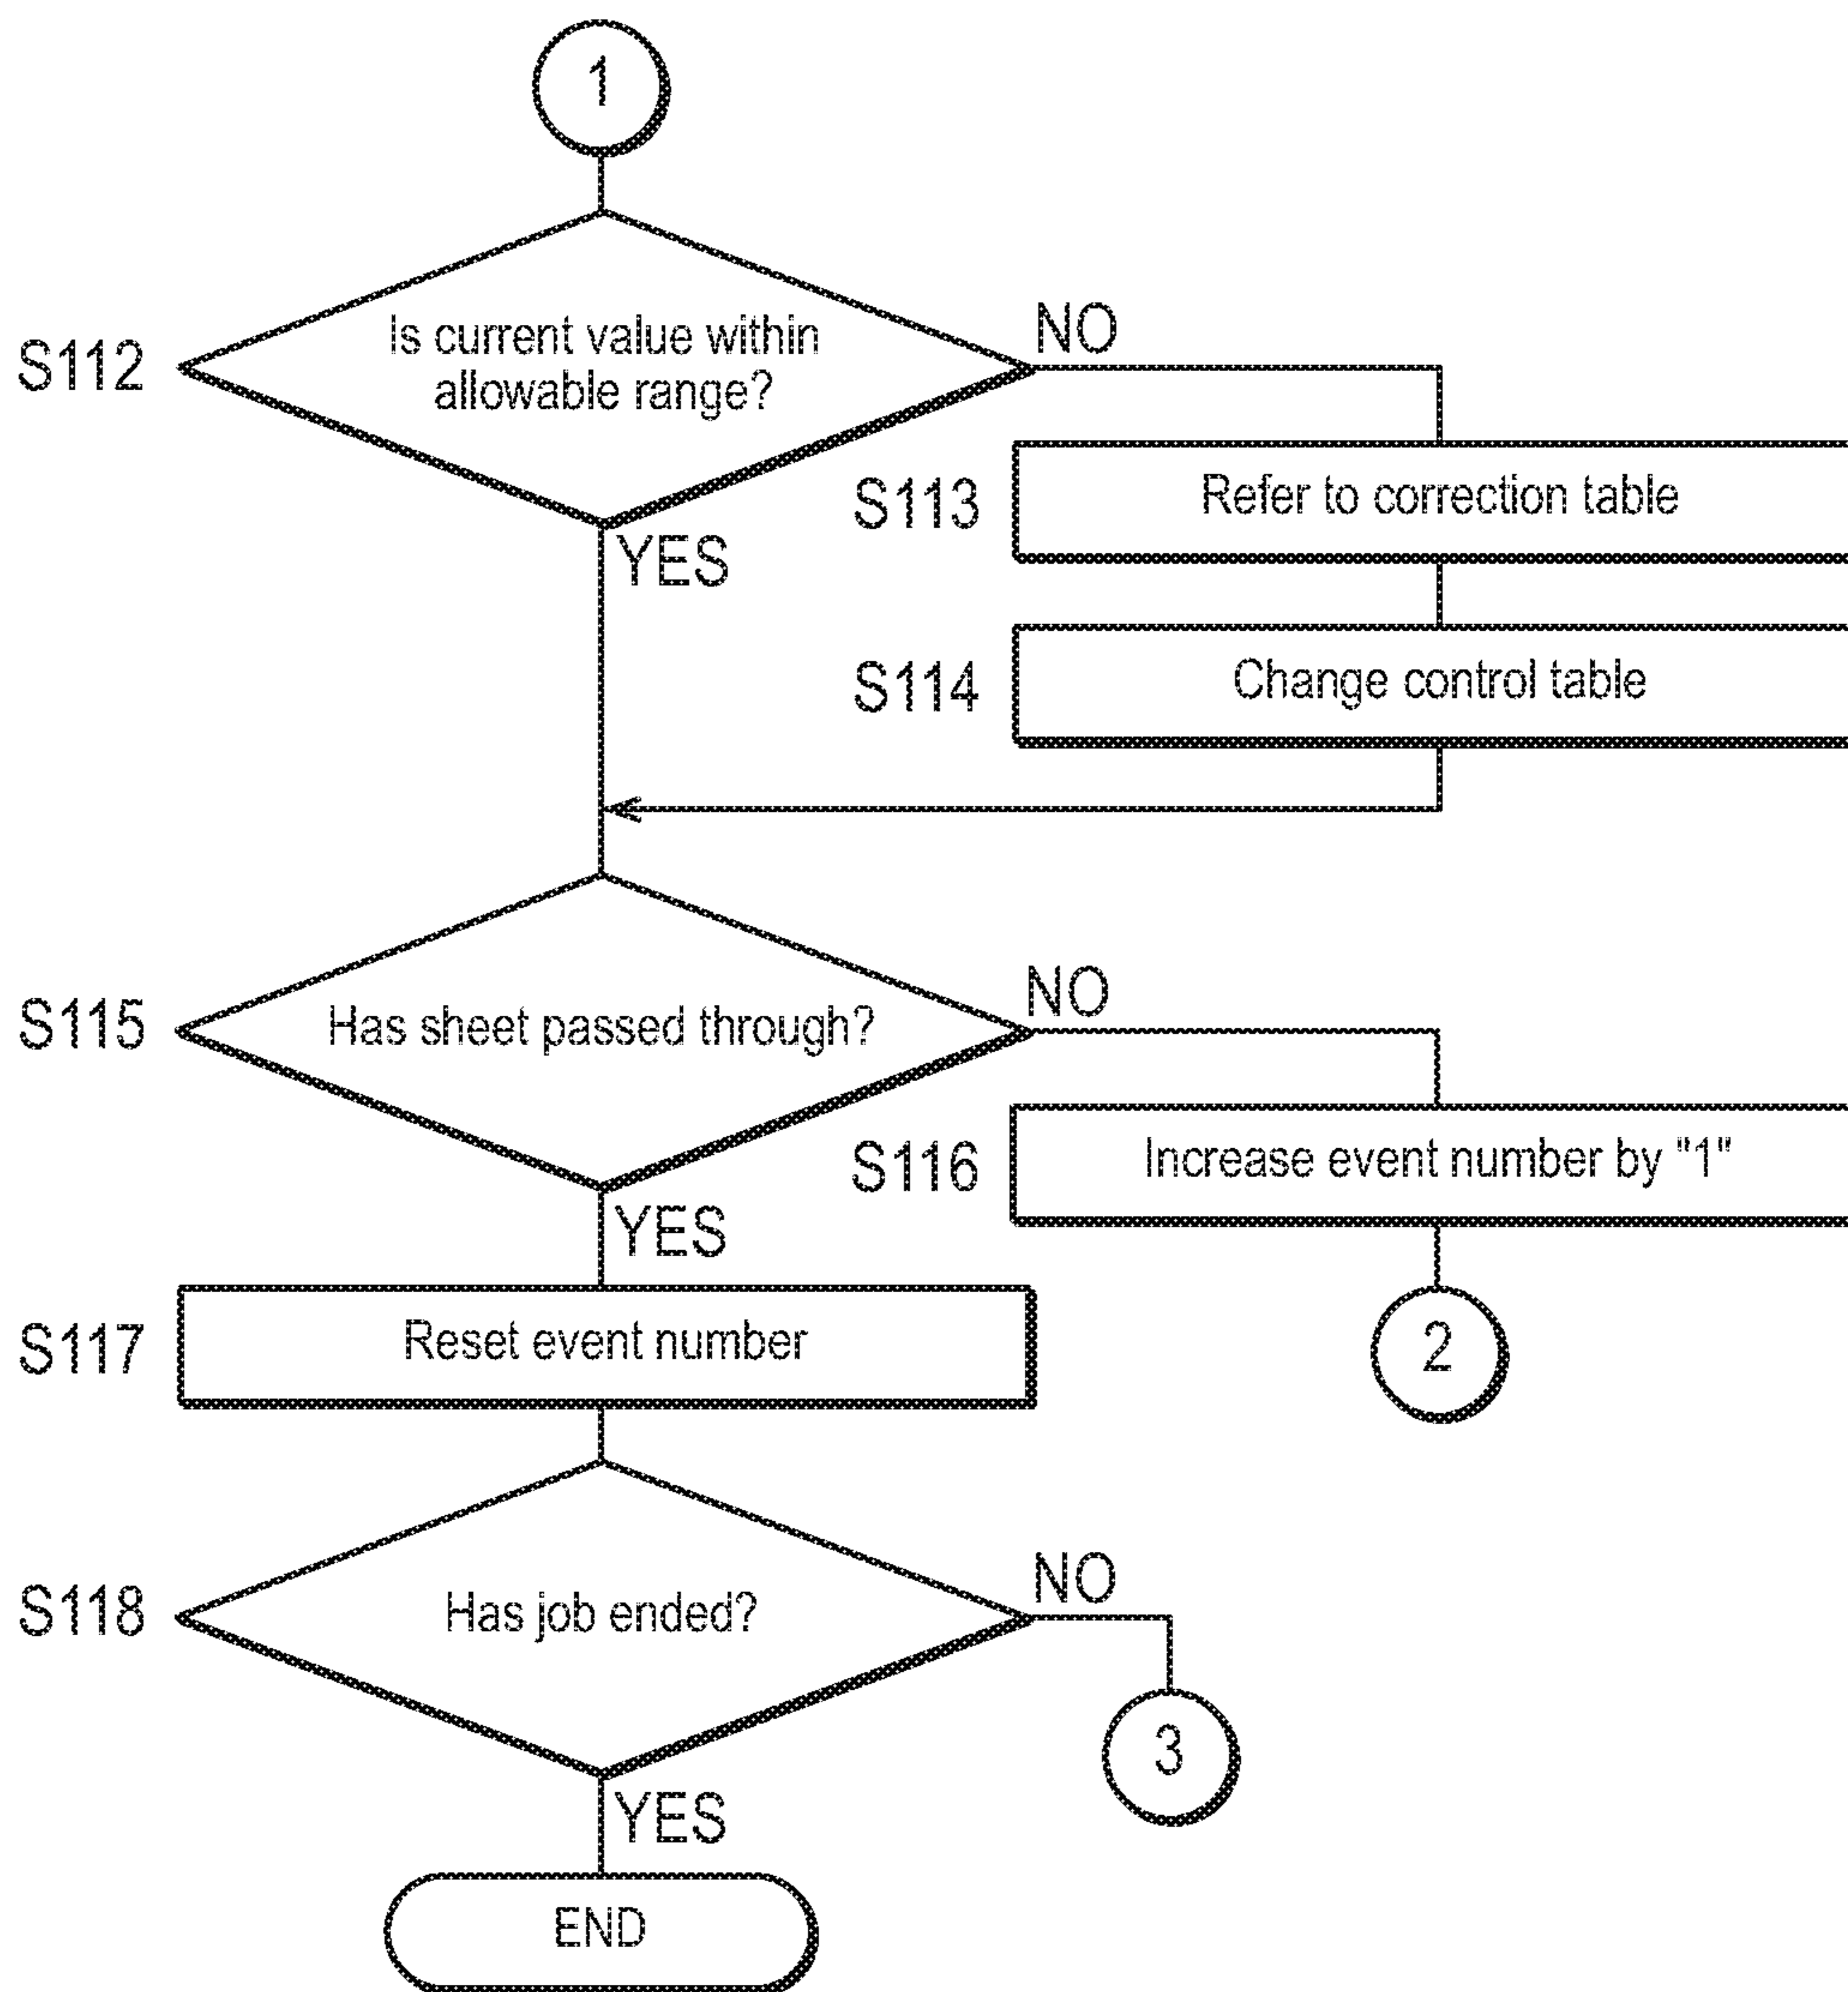 1
S112
Is current value within
allowable range?
NO
YES
S113
Refer to correction table
S114
Change control table
S115
Has sheet passed through?
NO
YES
S116
Increase event number by "1"
2
S117
Reset event number
S118
Has job ended?
NO
3
YES
END